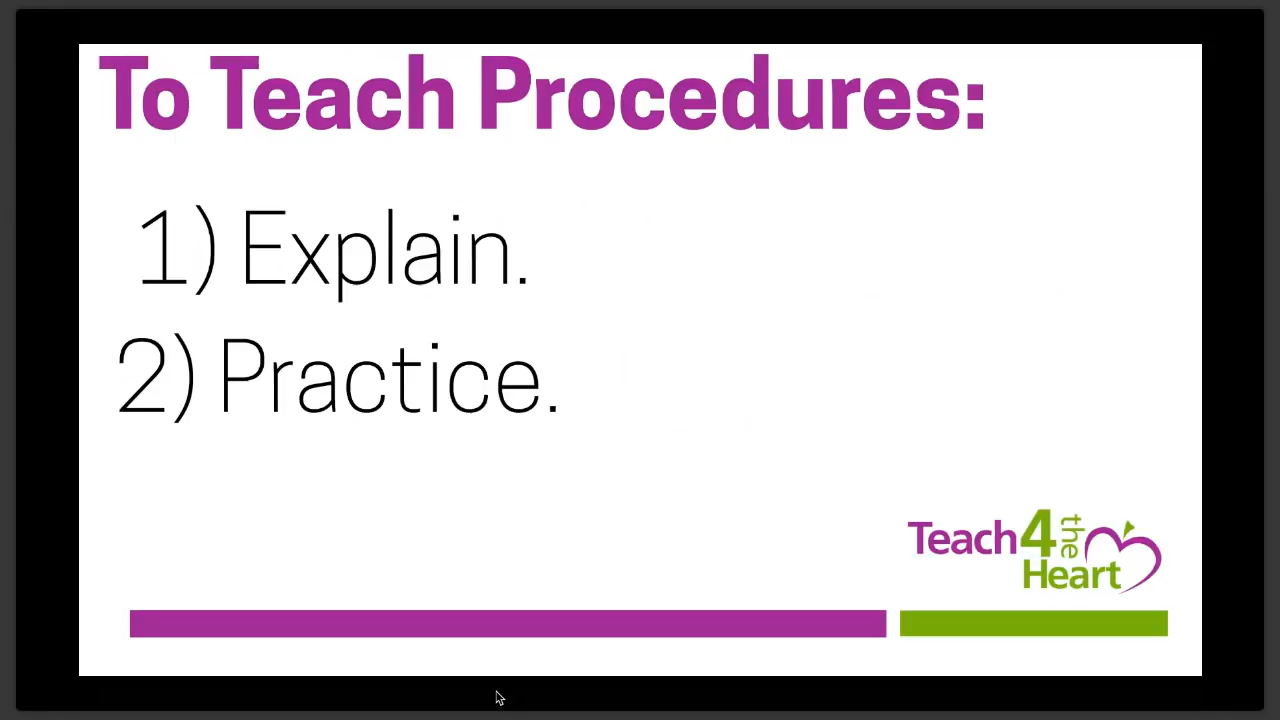 To Teach Procedures:
1) Explain.
2) Practice.
Teach4the
Heart